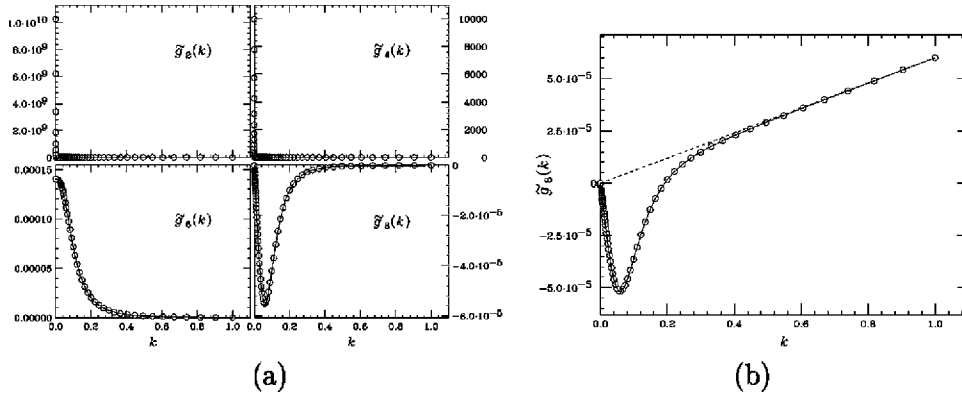 1.0·10¹⁰
8.0·10⁹
6.0·10⁹
4.0·10⁹
2.0·10⁹
0
g̃₂(k)
g̃₄(k)
10000
8000
6000
4000
2000
0
0.00015
0.00010
0.00005
0.00000
g̃₆(k)
g̃₈(k)
0
−2.0·10⁻⁵
−4.0·10⁻⁵
−6.0·10⁻⁵
0.0 0.2 0.4 0.6 0.8 1.0
0.0 0.2 0.4 0.6 0.8 1.0
k
k
(a)
g̃₈(k)
5.0·10⁻⁵
2.5·10⁻⁵
0
−2.5·10⁻⁵
−5.0·10⁻⁵
0.0 0.2 0.4 0.6 0.8 1.0
k
(b)